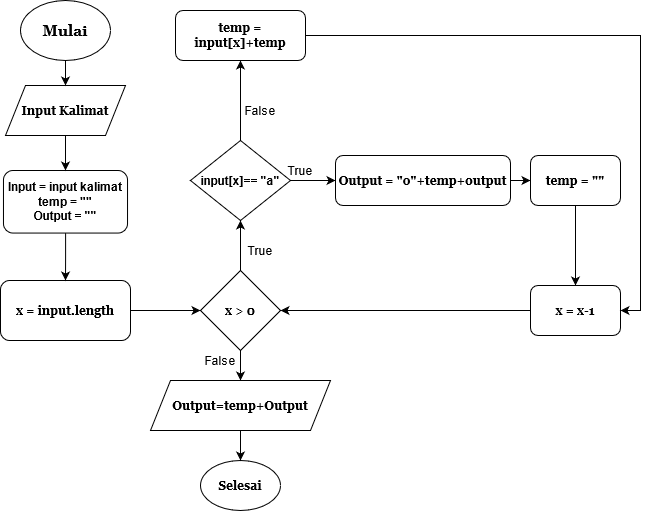 Mulai
Input Kalimat
Input = input kalimat
temp = ""
Output = ""
x = input.length
x > 0
True
False
input[x]== "a"
False
True
temp =
input[x]+temp
Output = "o"+temp+output
temp = ""
x = x-1
Output=temp+Output
Selesai